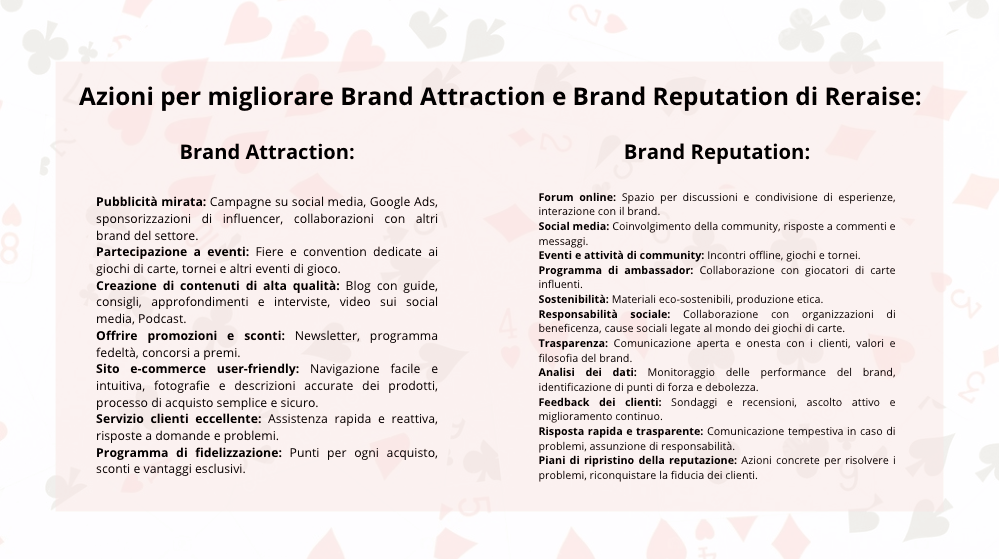 Azioni per migliorare Brand Attraction e Brand Reputation di Reraise:
Brand Attraction:
Pubblicità mirata: Campagne su social media, Google Ads,
sponsorizzazioni di influencer, collaborazioni con altri
brand del settore.
Partecipazione a eventi: Fiere e convention dedicate ai
giochi di carte, tornei e altri eventi di gioco.
Creazione di contenuti di alta qualità: Blog con guide,
consigli, approfondimenti e interviste, video sui social
media, Podcast.
Offrire promozioni e sconti: Newsletter, programma
fedeltà, concorsi a premi.
Sito e-commerce user-friendly: Navigazione facile e
intuitiva, fotografie e descrizioni accurate dei prodotti,
processo di acquisto semplice e sicuro.
Servizio clienti eccellente: Assistenza rapida e reattiva,
risposte a domande e problemi.
Programma di fidelizzazione: Punti per ogni acquisto,
sconti e vantaggi esclusivi.
Brand Reputation:
Forum online: Spazio per discussioni e condivisione di esperienze,
interazione con il brand.
Social media: Coinvolgimento della community, risposte a commenti e
messaggi.
Eventi e attività di community: Incontri offline, giochi e tornei.
Programma di ambassador: Collaborazione con giocatori di carte
influenti.
Sostenibilità: Materiali eco-sostenibili, produzione etica.
Responsabilità sociale: Collaborazione con organizzazioni di
beneficenza, cause sociali legate al mondo dei giochi di carte.
Trasparenza: Comunicazione aperta e onesta con i clienti, valori e
filosofia del brand.
Analisi dei dati: Monitoraggio delle performance del brand,
identificazione di punti di forza e debolezza.
Feedback dei clienti: Sondaggi e recensioni, ascolto attivo e
miglioramento continuo.
Risposta rapida e trasparente: Comunicazione tempestiva in caso di
problemi, assunzione di responsabilità.
Piani di ripristino della reputazione: Azioni concrete per risolvere i
problemi, riconquistare la fiducia dei clienti.